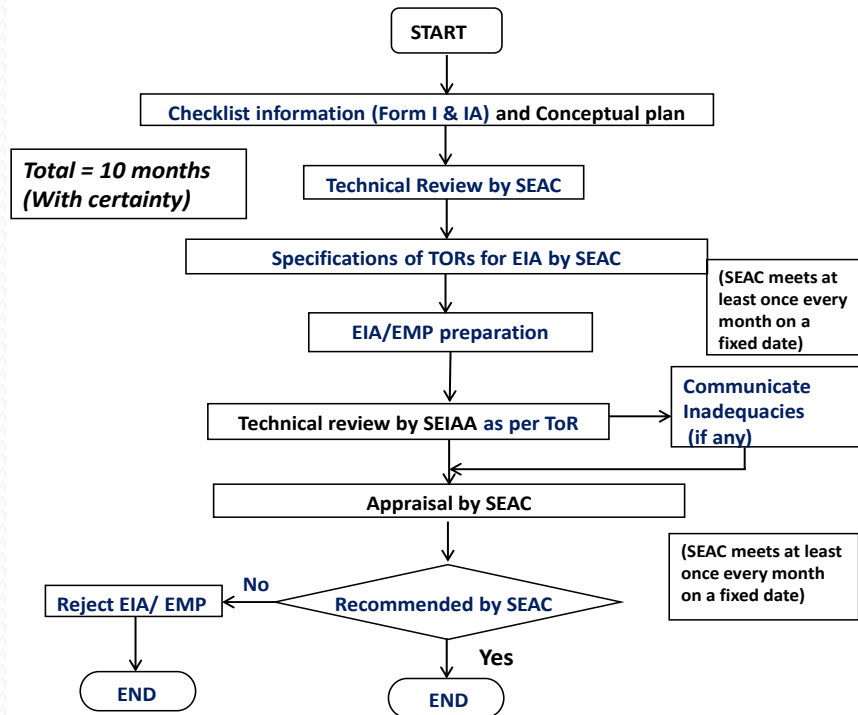 START
Checklist information (Form I & IA) and Conceptual plan
Total = 10 months
(With certainty)
Technical Review by SEAC
Specifications of TORs for EIA by SEAC
(SEAC meets at
least once every
month on a
fixed date)
EIA/EMP preparation
Communicate
Inadequacies
(if any)
Technical review by SEIAA as per ToR
Appraisal by SEAC
(SEAC meets at least
once every month
on a fixed date)
No
Reject EIA/ EMP
Recommended by SEAC
Yes
END
END